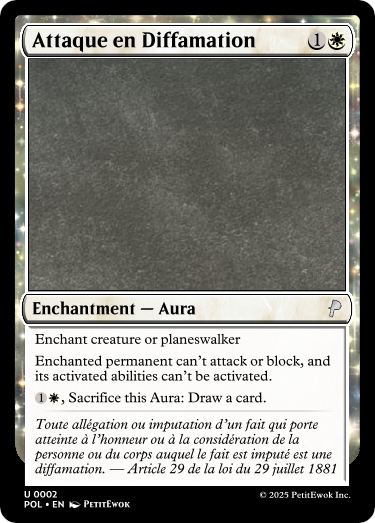 Attaque en Diffamation 1
Enchantment — Aura
Enchant creature or planeswalker
Enchanted permanent can't attack or block, and
its activated abilities can't be activated.
1, Sacrifice this Aura: Draw a card.
Toute allégation ou imputation d'un fait qui porte
atteinte à l'honneur ou à la considération de la
personne ou du corps auquel le fait est imputé est une
diffamation. — Article 29 de la loi du 29 juillet 1881
U 0002
POL • EN PetitEwok
© 2025 PetitEwok Inc.